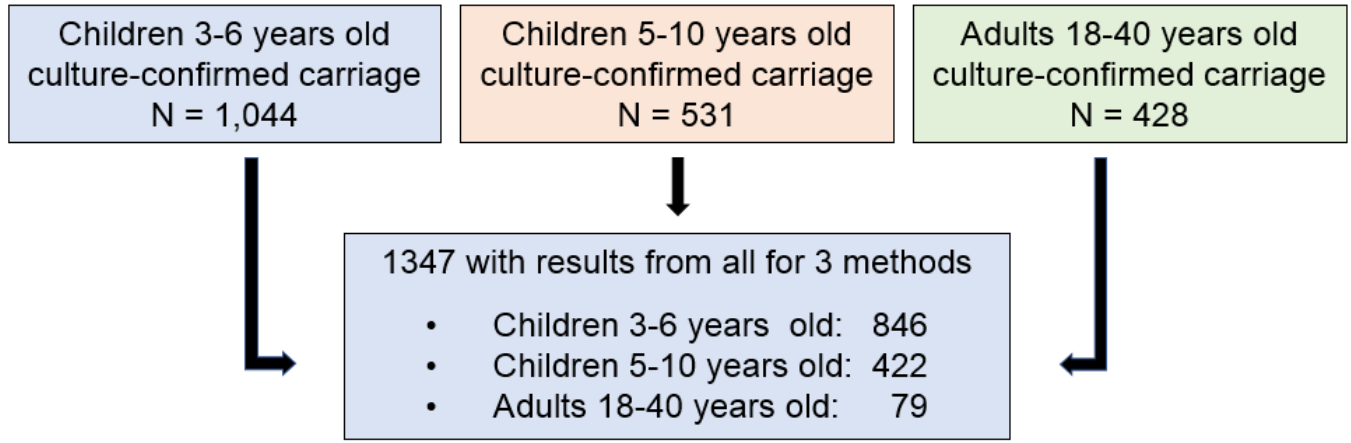 Children 3-6 years old
culture-confirmed carriage
N = 1,044
Children 5-10 years old
culture-confirmed carriage
N = 531
Adults 18-40 years old
culture-confirmed carriage
N = 428
1347 with results from all for 3 methods
• Children 3-6 years old: 846
• Children 5-10 years old: 422
• Adults 18-40 years old: 79